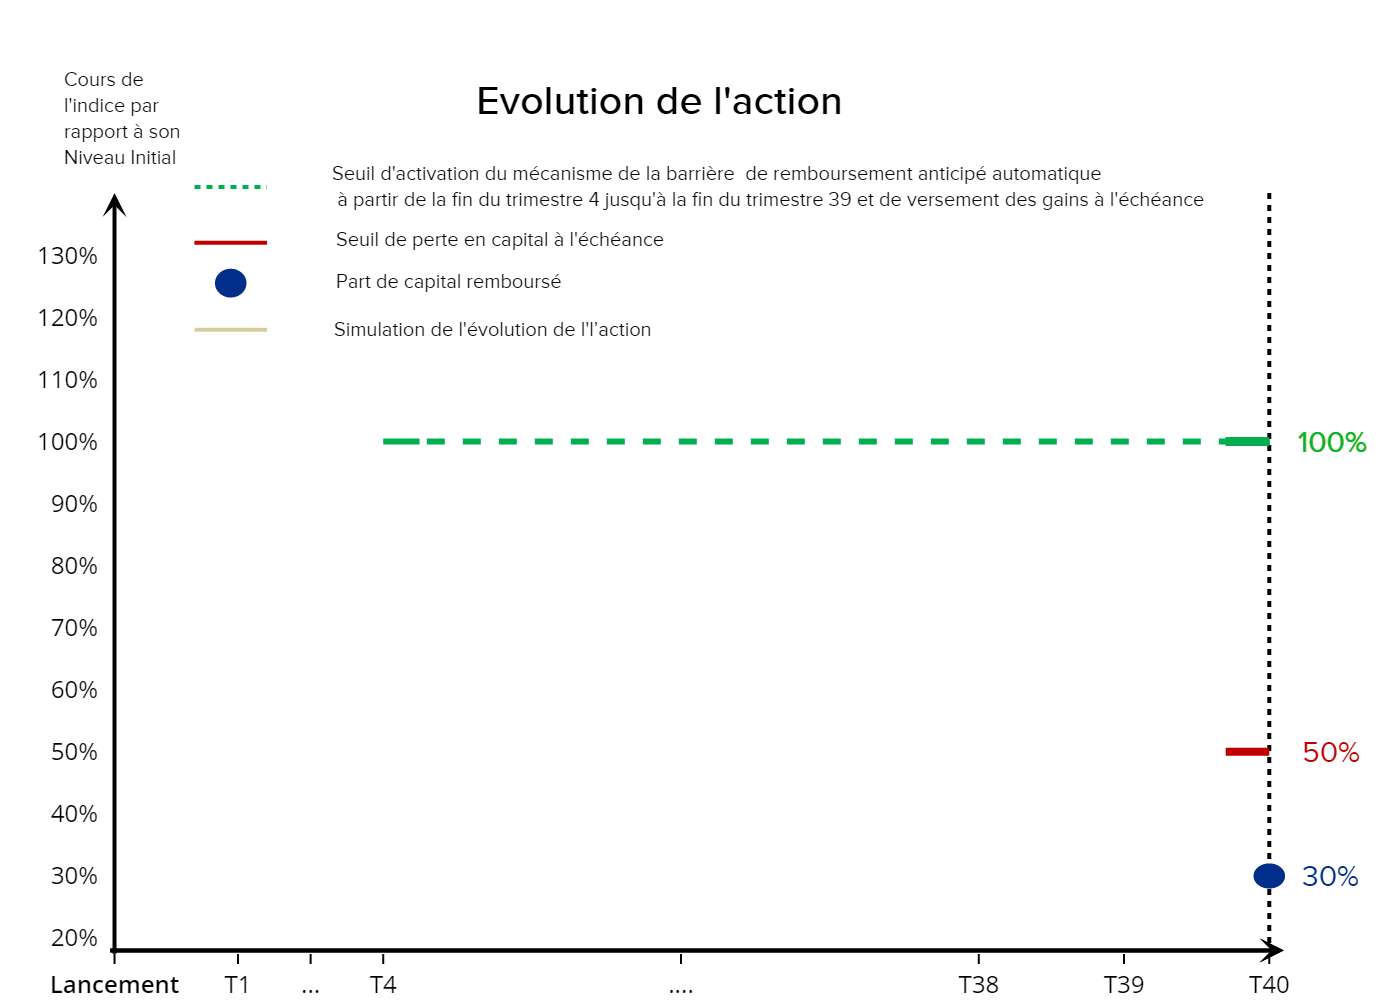 Cours de
l'indice par
rapport à son
Niveau Initial
Evolution de l'action
Seuil d'activation du mécanisme de la barrière  de remboursement anticipé automatique
à partir de la fin du trimestre 4 jusqu'à la fin du trimestre 39 et de versement des gains à l'échéance
Seuil de perte en capital à l'échéance
Part de capital remboursé
Simulation de l'évolution de l'l’action
130%
120%
110%
100%
100%
90%
80%
70%
60%
50%
50%
40%
30%
30%
20%
Lancement T1 ... T4 .... T38 T39 T40